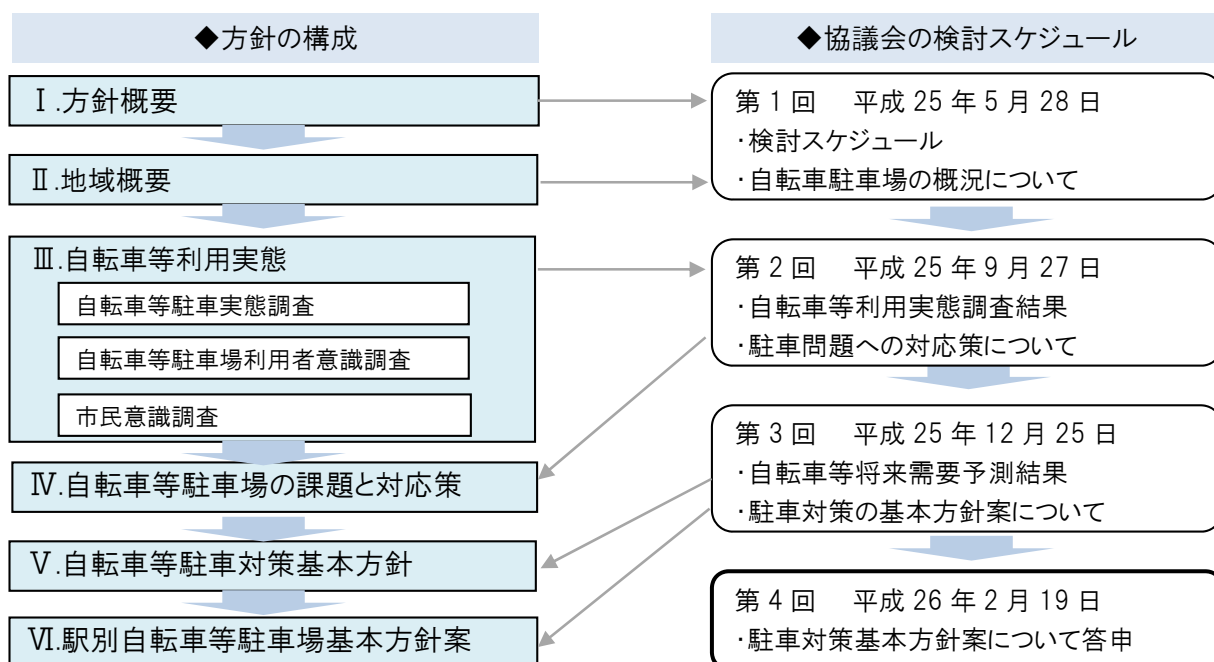 ◆方針の構成
Ⅰ.方針概要
Ⅱ.地域概要
Ⅲ.自転車等利用実態
自転車等駐車実態調査
自転車等駐車場利用者意識調査
市民意識調査
Ⅳ.自転車等駐車場の課題と対応策
Ⅴ.自転車等駐車対策基本方針
Ⅵ.駅別自転車等駐車場基本方針案
◆協議会の検討スケジュール
第1回 平成25年5月28日
・検討スケジュール
・自転車駐車場の概況について
第2回 平成25年9月27日
・自転車等利用実態調査結果
・駐車問題への対応策について
第3回 平成25年12月25日
・自転車等将来需要予測結果
・駐車対策の基本方針案について
第4回 平成26年2月19日
・駐車対策基本方針案について答申